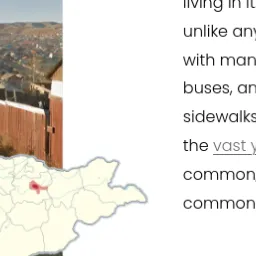 living in it
unlike any
with man
buses, an
sidewalks
the vast y
common,
common